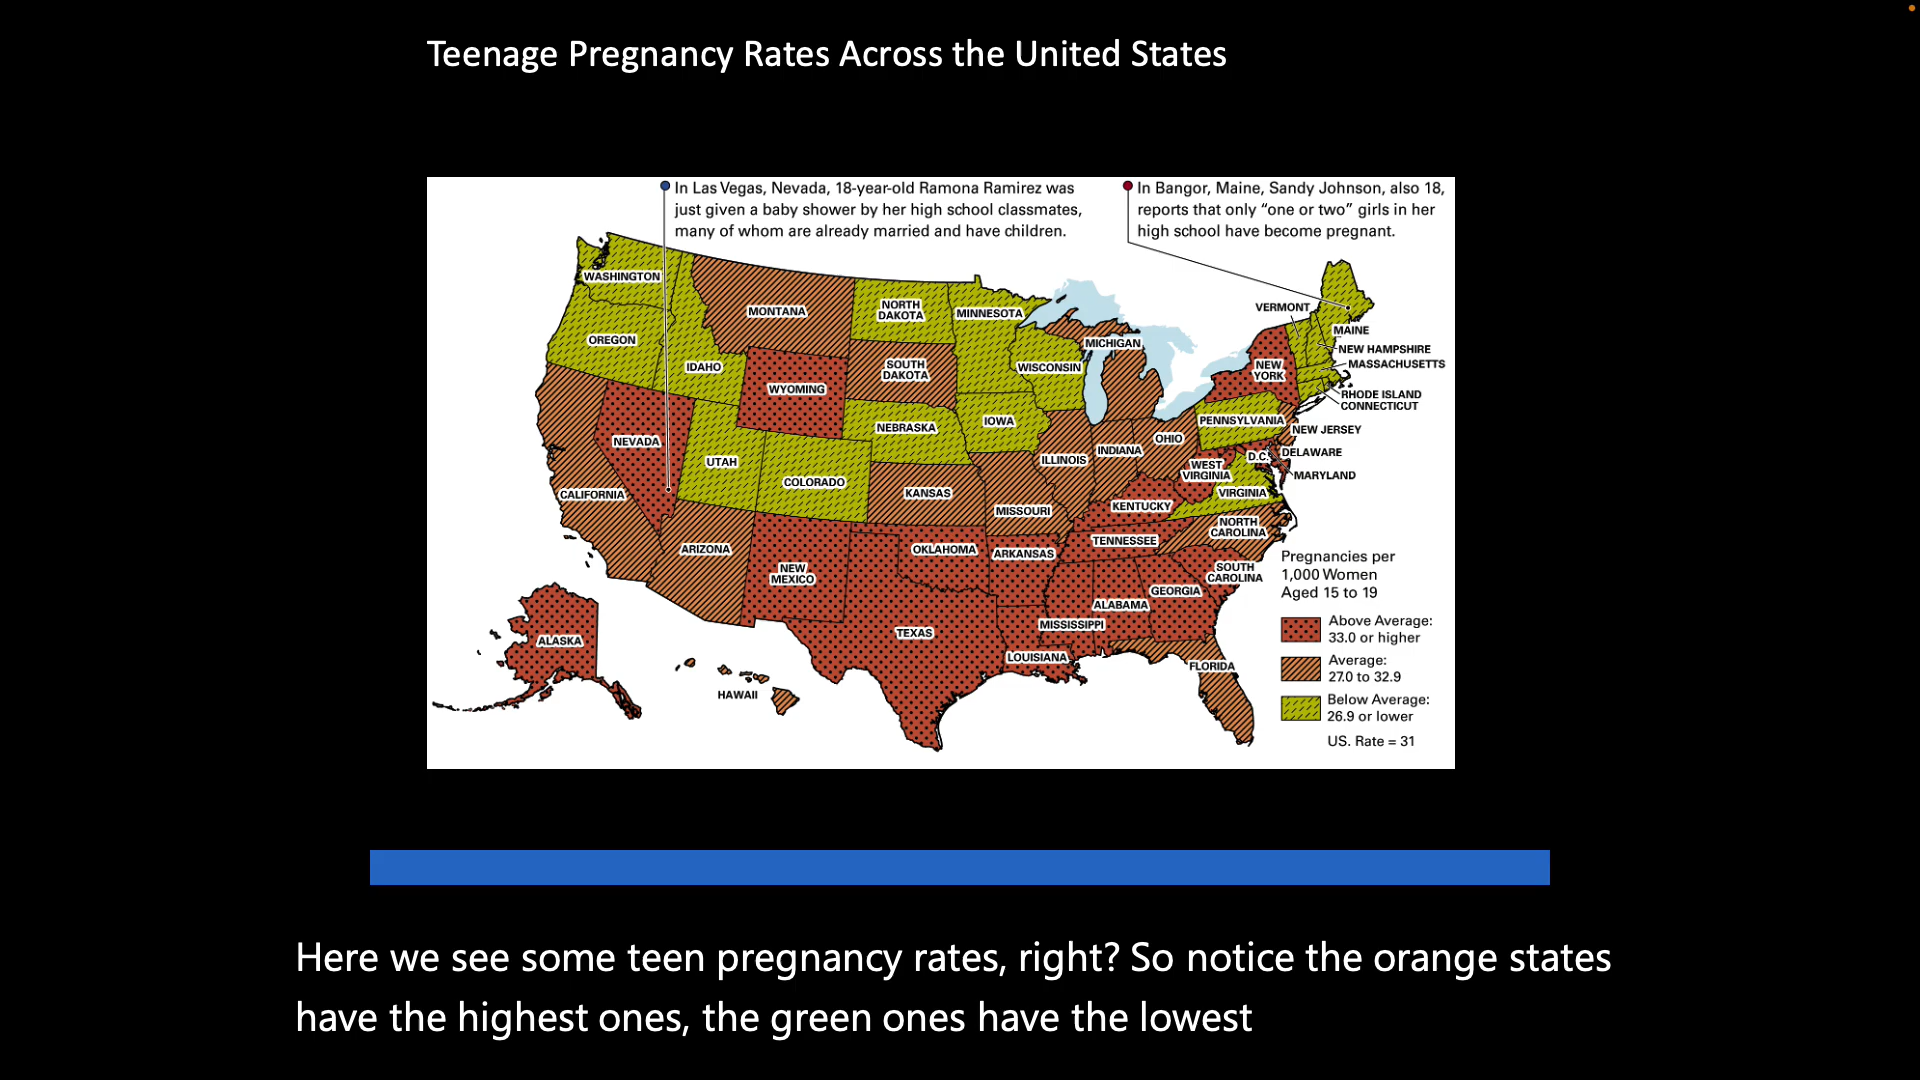 Teenage Pregnancy Rates Across the United States
In Las Vegas, Nevada, 18-year-old Ramona Ramirez was
just given a baby shower by her high school classmates,
many of whom are already married and have children.
In Bangor, Maine, Sandy Johnson, also 18,
reports that only “one or two” girls in her
high school have become pregnant.
WASHINGTON
OREGON
IDAHO
MONTANA
WYOMING
NORTH
DAKOTA
SOUTH
DAKOTA
MINNESOTA
WISCONSIN
MICHIGAN
VERMONT
MAINE
NEW HAMPSHIRE
MASSACHUSETTS
NEW
YORK
RHODE ISLAND
CONNECTICUT
PENNSYLVANIA
NEW JERSEY
NEVADA
UTAH
COLORADO
NEBRASKA
IOWA
ILLINOIS
INDIANA
OHIO
WEST
VIRGINIA
D.C.
DELAWARE
MARYLAND
VIRGINIA
CALIFORNIA
KANSAS
MISSOURI
KENTUCKY
NORTH
CAROLINA
TENNESSEE
ARIZONA
NEW
MEXICO
OKLAHOMA
ARKANSAS
SOUTH
CAROLINA
GEORGIA
ALABAMA
MISSISSIPPI
TEXAS
LOUISIANA
FLORIDA
ALASKA
HAWAII
Pregnancies per
1,000 Women
Aged 15 to 19
Above Average:
33.0 or higher
Average:
27.0 to 32.9
Below Average:
26.9 or lower
US. Rate = 31
Here we see some teen pregnancy rates, right? So notice the orange states
have the highest ones, the green ones have the lowest